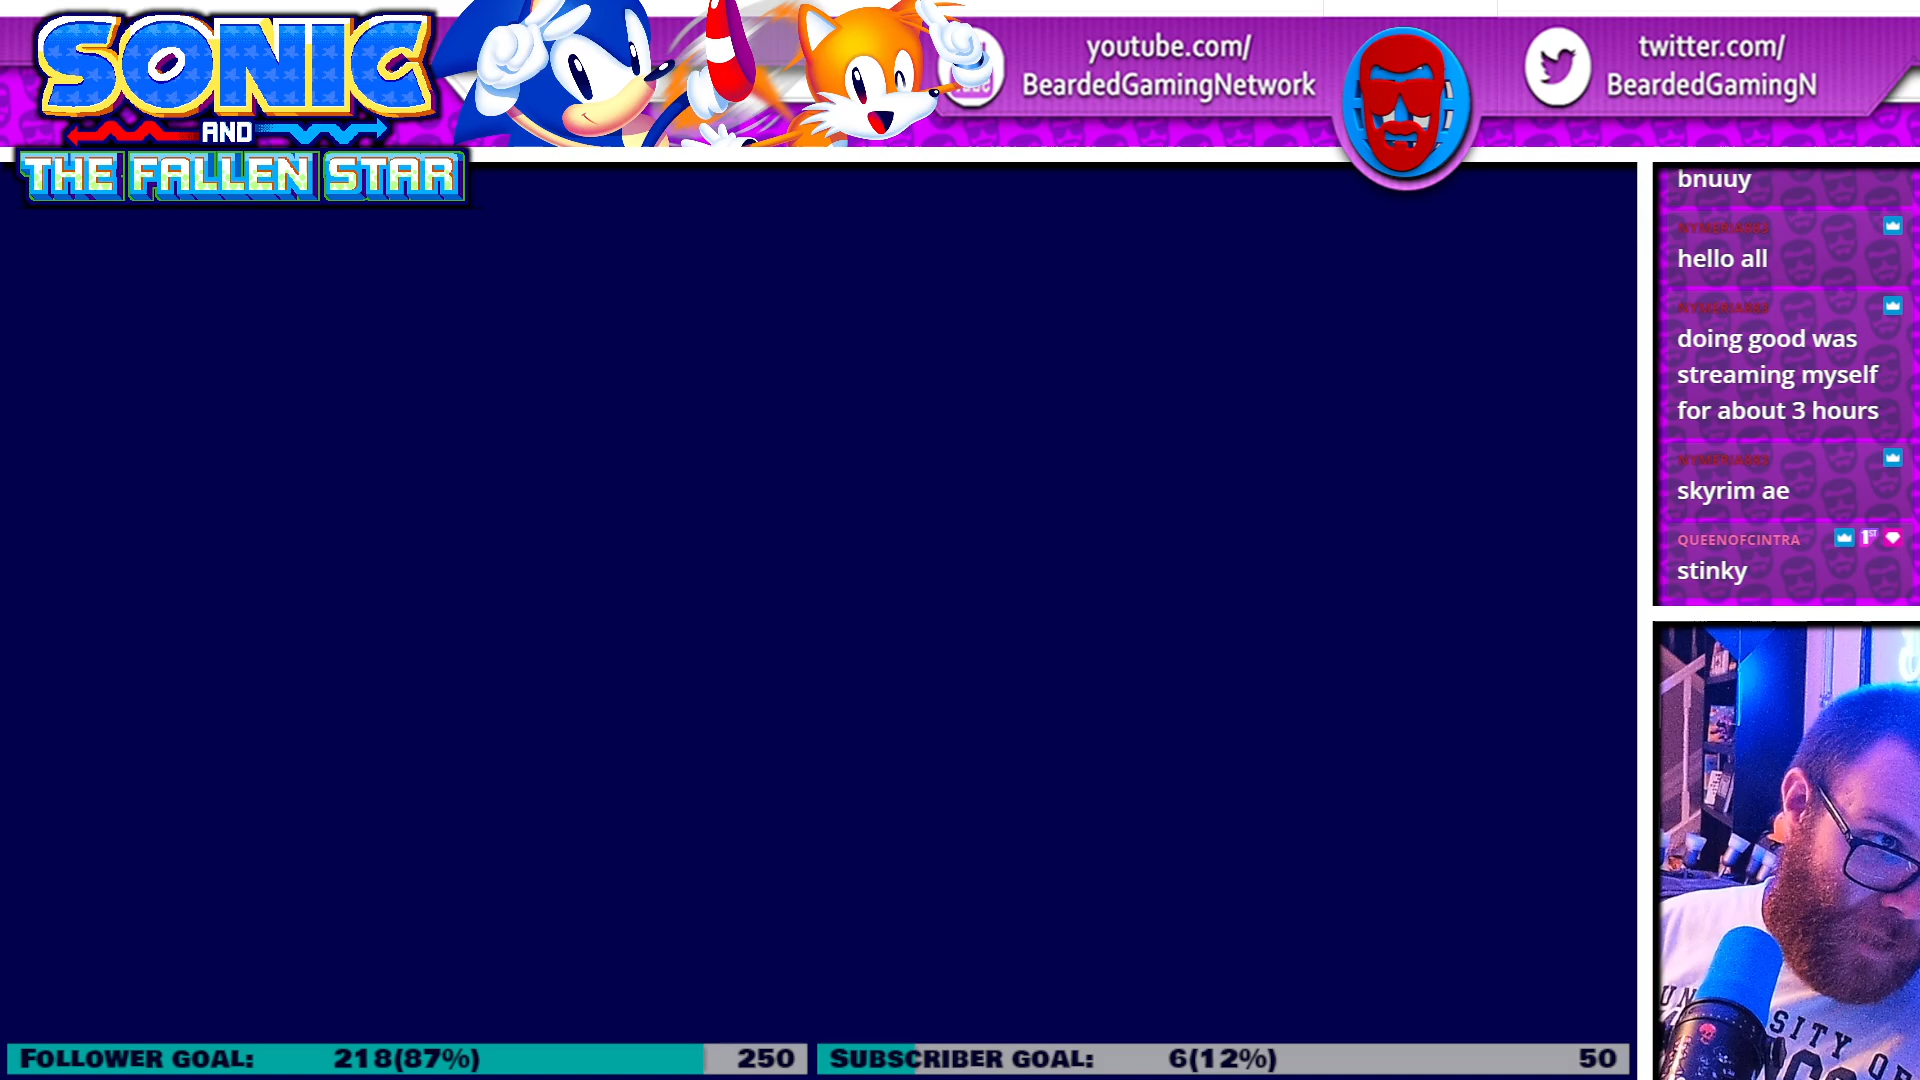 SONIC
AND
THE FALLEN STAR
youtube.com/
BeardedGamingNetwork
twitter.com/
BeardedGamingN
bnuuy
hello all
doing good was
streaming myself
for about 3 hours
skyrim ae
QUEENOFCINTRA 1ST
stinky
FOLLOWER GOAL: 218(87%) 250
SUBSCRIBER GOAL: 6(12%) 50